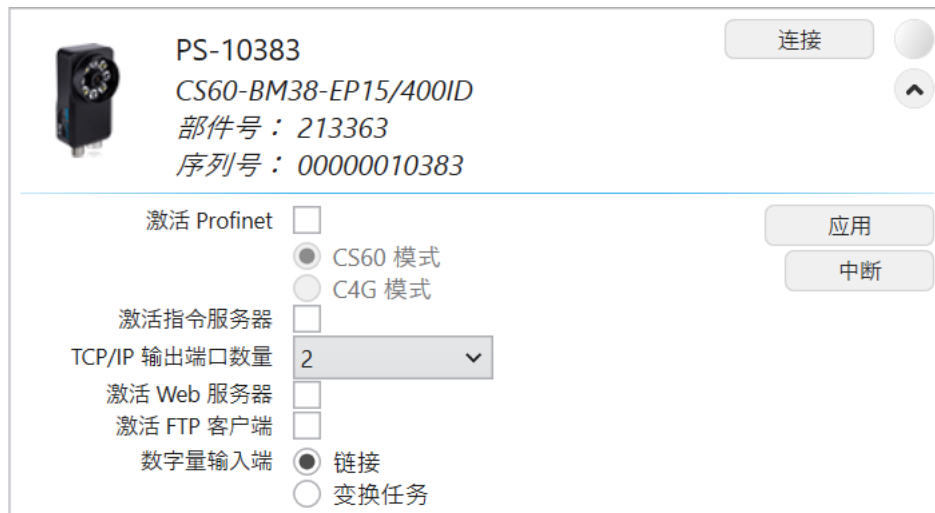 PS-10383
连接
CS60-BM38-EP15/400ID
部件号： 213363
序列号： 00000010383
激活 Profinet
应用
CS60 模式
中断
C4G 模式
激活指令服务器
TCP/IP 输出端口数量 2
激活 Web 服务器
激活 FTP 客户端
数字量输入端 链接
变换任务